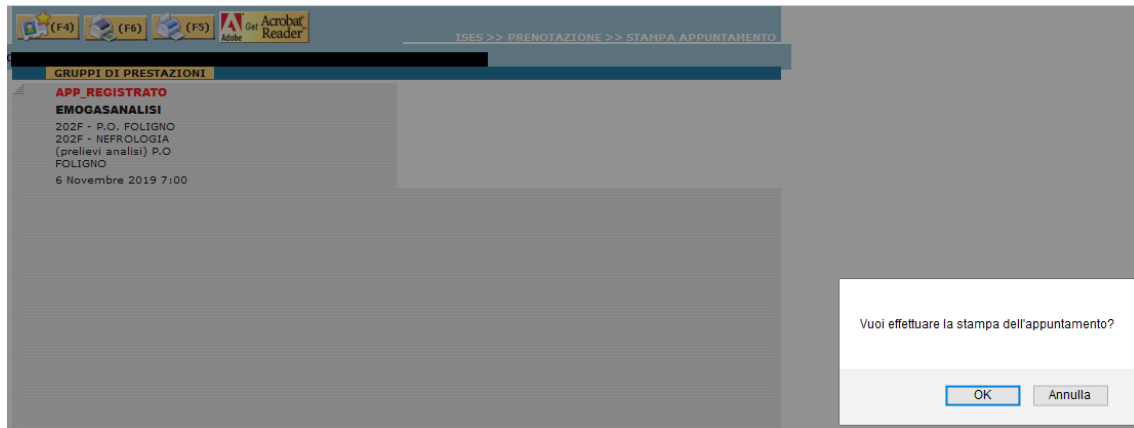 (F4) (F6) (F5) Adobe Get Acrobat Reader
ISES >> PRENOTAZIONE >> STAMPA APPUNTAMENTO
GRUPPI DI PRESTAZIONI
APP_REGISTRATO
EMOGASANALISI
202F - P.O. FOLIGNO
202F - NEFROLOGIA
(prelievi analisi) P.O
FOLIGNO
6 Novembre 2019 7:00
Vuoi effettuare la stampa dell'appuntamento?
OK Annulla